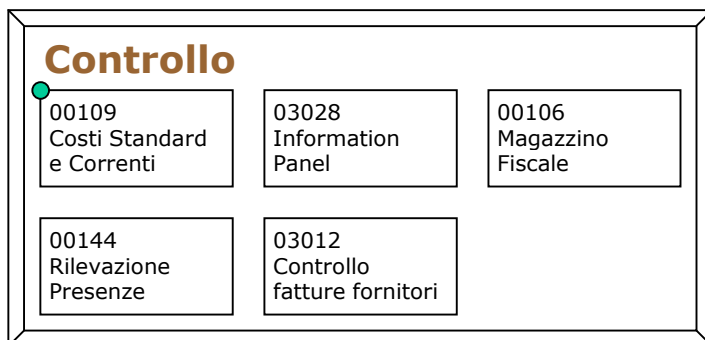 Controllo
00109
Costi Standard
e Correnti
03028
Information
Panel
00106
Magazzino
Fiscale
00144
Rilevazione
Presenze
03012
Controllo
fatture fornitori